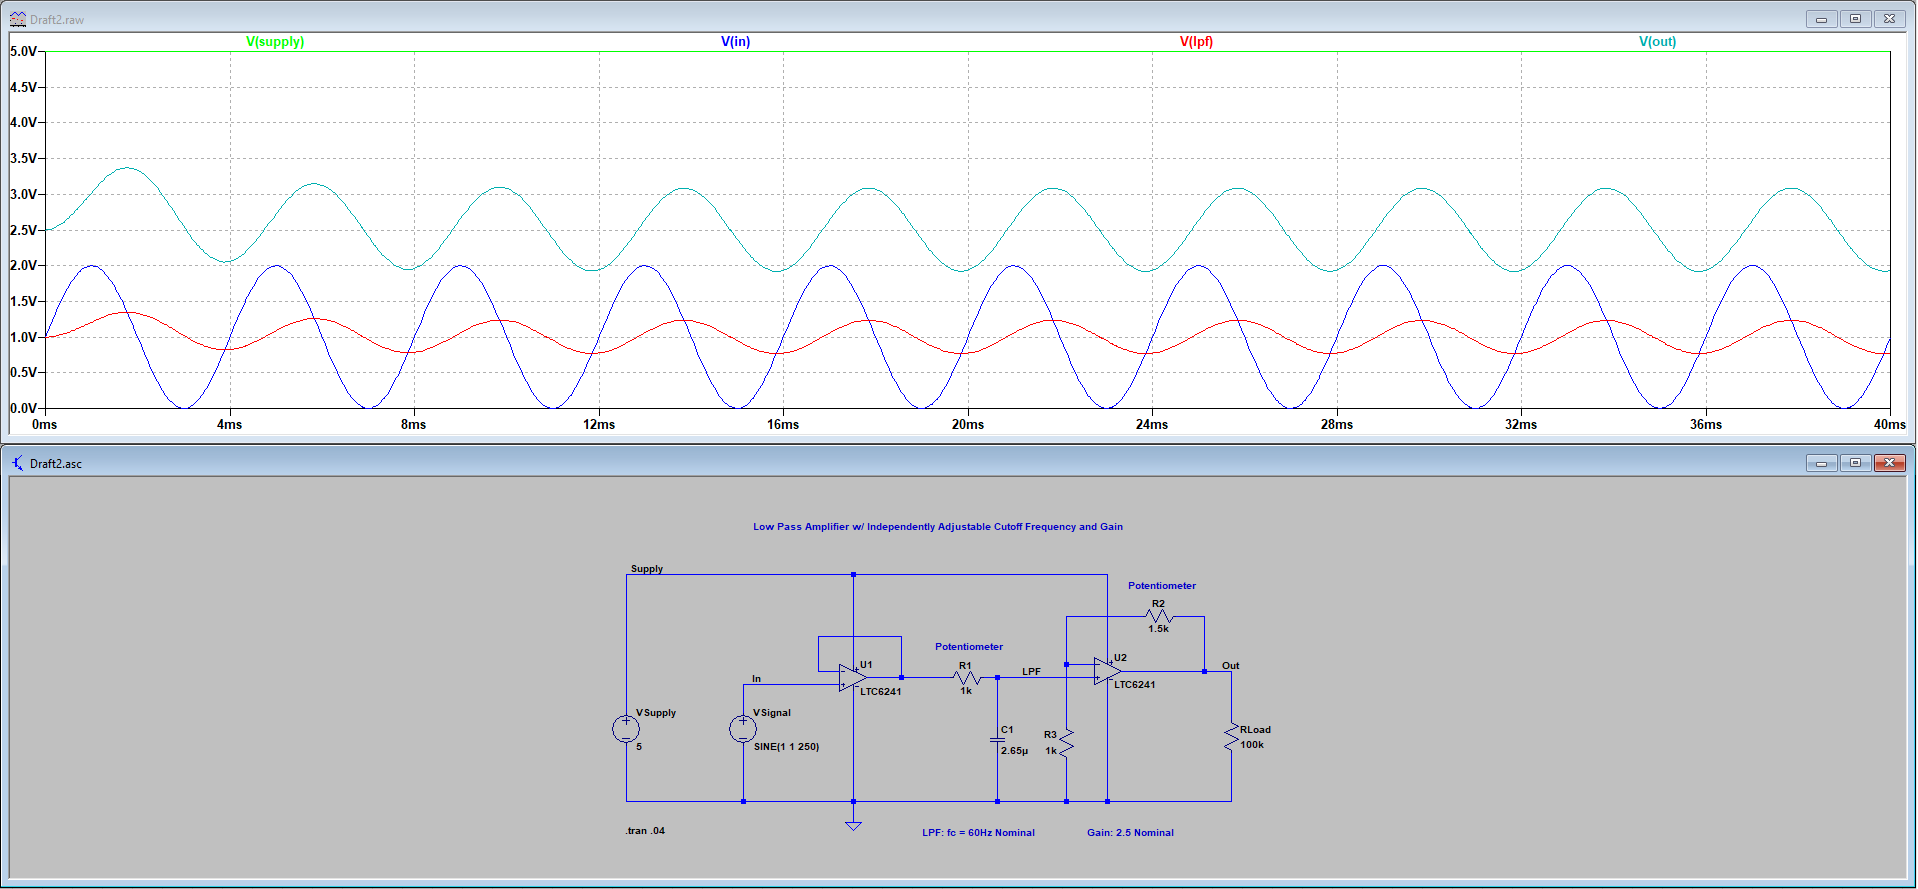 Draft2.raw
V(supply) V(in) V(lpf) V(out)
5.0V
4.5V
4.0V
3.5V
3.0V
2.5V
2.0V
1.5V
1.0V
0.5V
0.0V
0ms 4ms 8ms 12ms 16ms 20ms 24ms 28ms 32ms 36ms 40ms
Draft2.asc
Low Pass Amplifier w/ Independently Adjustable Cutoff Frequency and Gain
Supply
Potentiometer
R2
1.5k
Potentiometer
U1
R1
1k
LPF
U2
Out
In
LTC6241
LTC6241
VSupply
5
VSignal
SINE(1 1 250)
C1
2.65µ
R3
1k
RLoad
100k
.tran .04
LPF: fc = 60Hz Nominal
Gain: 2.5 Nominal